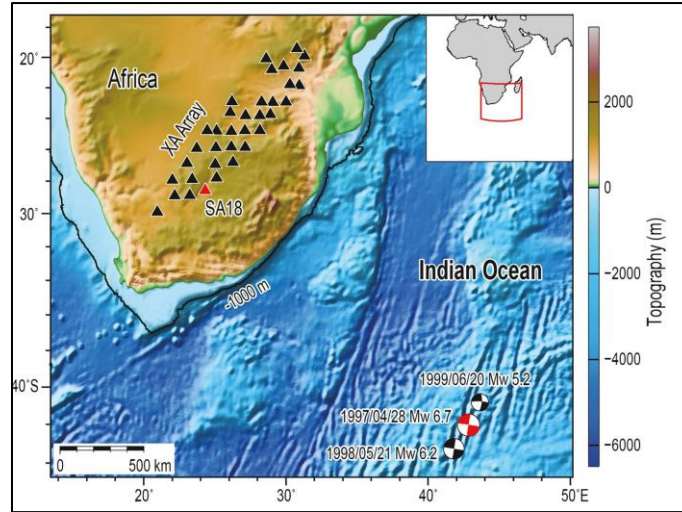 20°
Africa
XA Array
SA18
30°
-1000 m
Indian Ocean
40°S
1999/06/20 Mw 5.2
1997/04/28 Mw 6.7
1998/05/21 Mw 6.2
0
500 km
20°
30°
40°
50°E
2000
0
−2000
−4000
−6000
Topography (m)